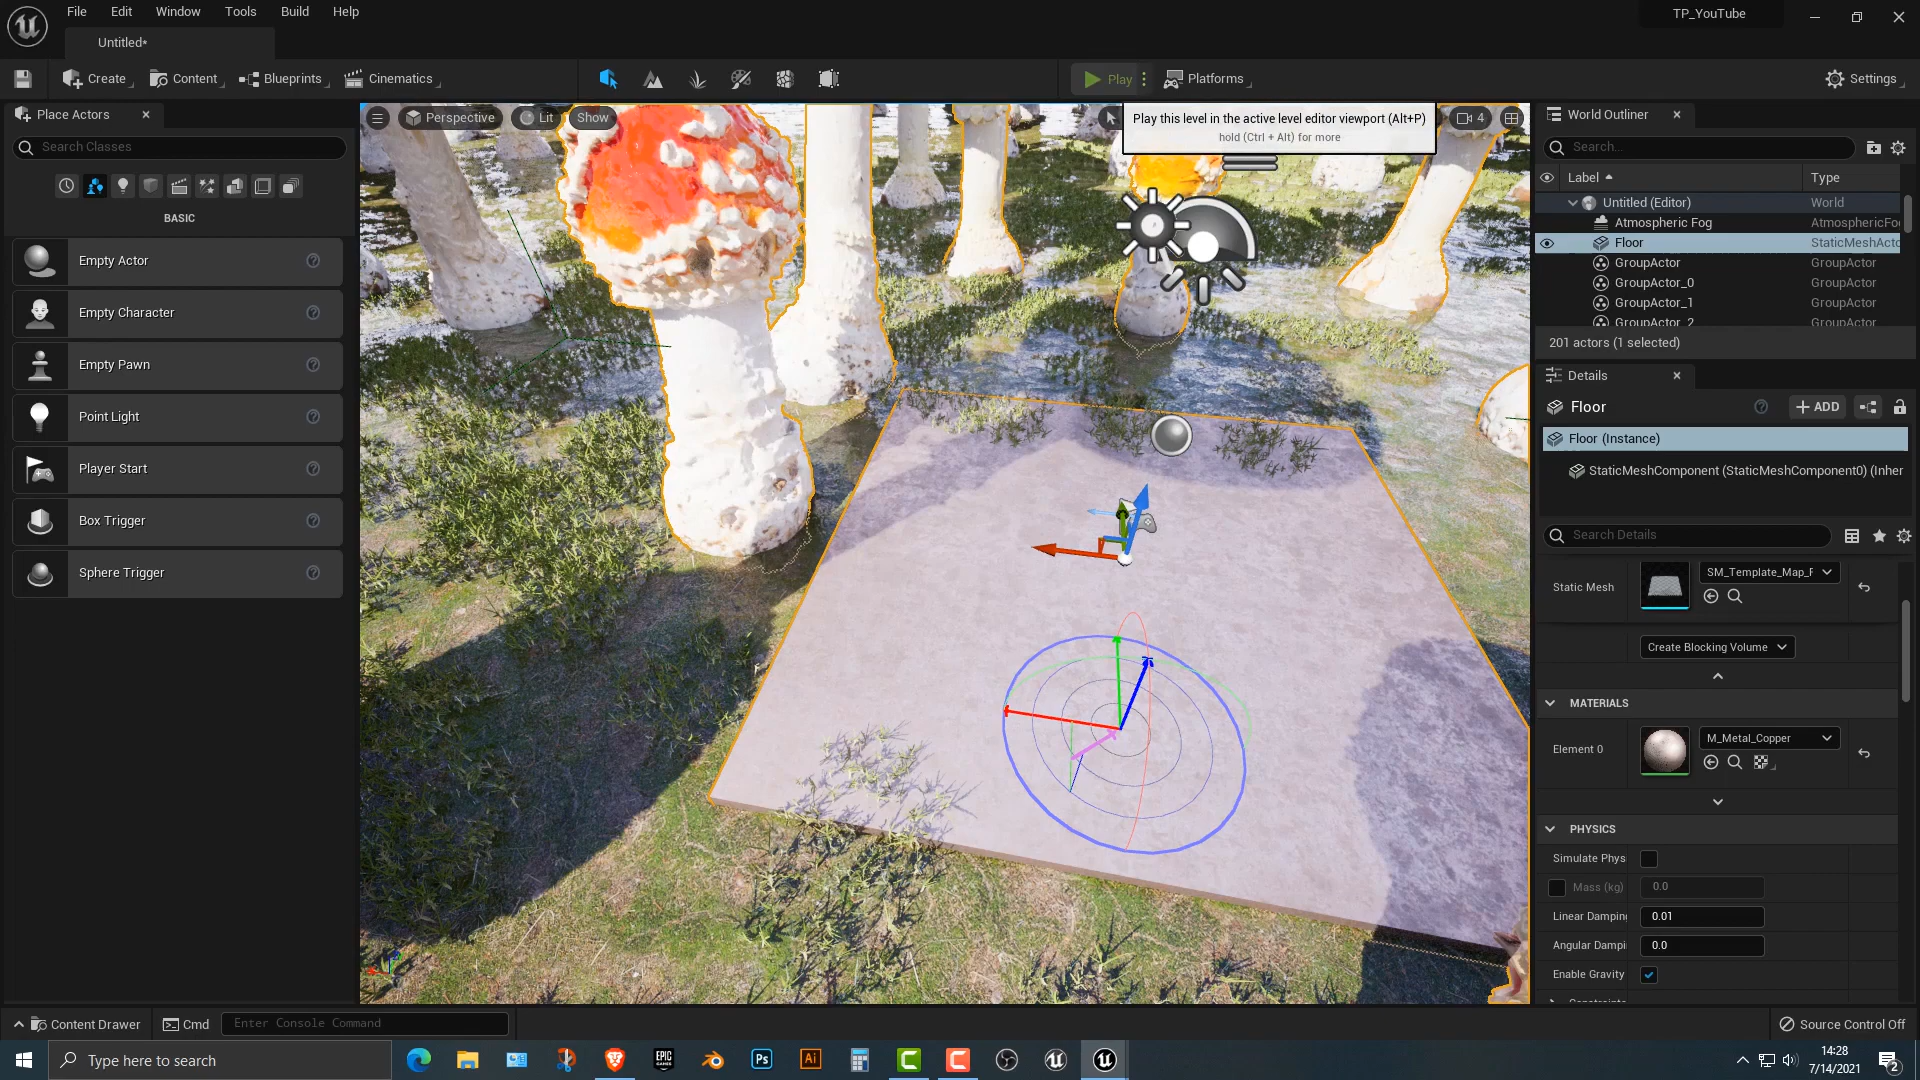 File Edit Window Tools Build Help
TP_YouTube
Untitled*
Create Content Blueprints Cinematics
Play Platforms
Settings
Place Actors
Search Classes
BASIC
Empty Actor
Empty Character
Empty Pawn
Point Light
Player Start
Box Trigger
Sphere Trigger
Perspective Lit Show
4
Play this level in the active level editor viewport (Alt+P)
hold (Ctrl + Alt) for more
World Outliner
Search...
Label Type
Untitled (Editor) World
Atmospheric Fog AtmosphericFo
Floor StaticMeshActo
GroupActor GroupActor
GroupActor_0 GroupActor
GroupActor_1 GroupActor
GroupActor_2 GroupActor
201 actors (1 selected)
Details
Floor
ADD
Floor (Instance)
StaticMeshComponent (StaticMeshComponent0) (Inher
Search Details
Static Mesh SM_Template_Map_F
Create Blocking Volume
MATERIALS
Element 0 M_Metal_Copper
PHYSICS
Simulate Phys
Mass (kg) 0.0
Linear Damping 0.01
Angular Dampi 0.0
Enable Gravity
Content Drawer Cmd Enter Console Command
Source Control Off
Type here to search
EPIC
GAMES
Ps
Ai
14:28
7/14/2021
2